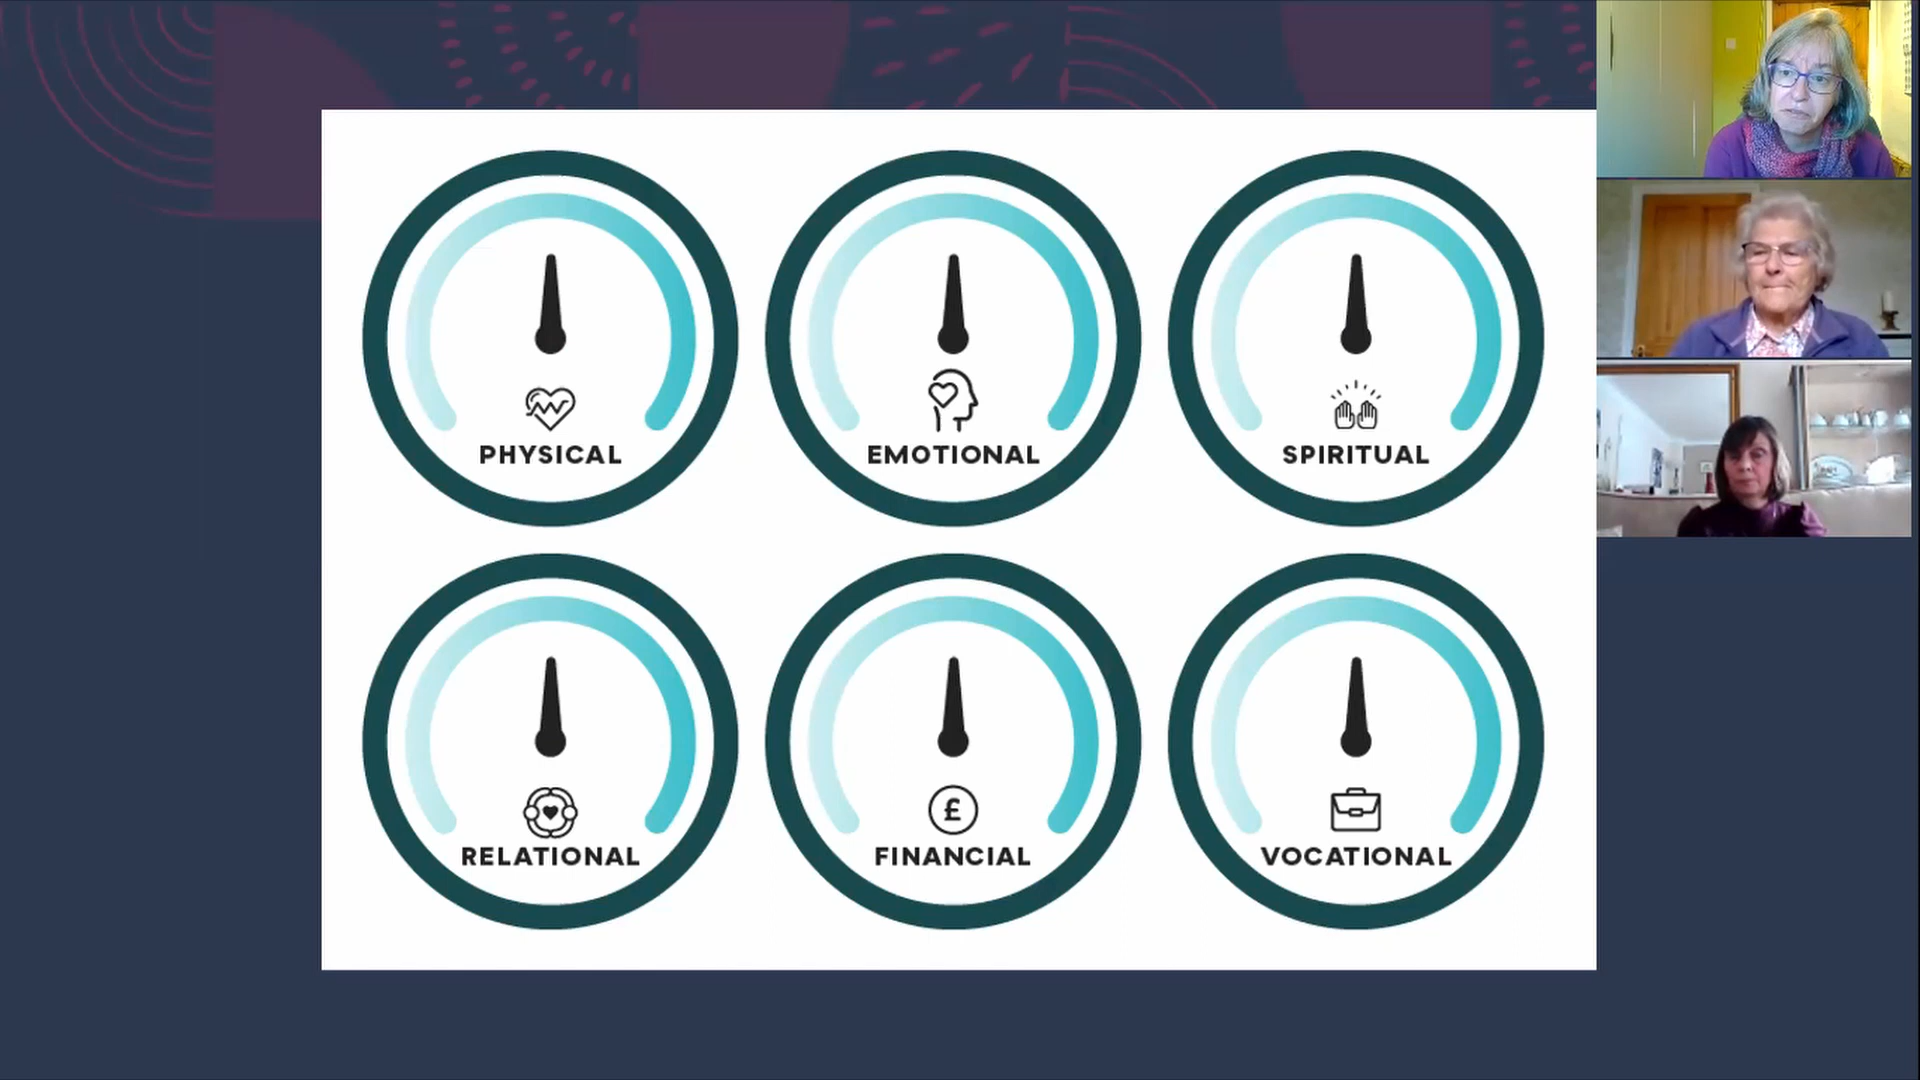 PHYSICAL
EMOTIONAL
SPIRITUAL
RELATIONAL
£
FINANCIAL
VOCATIONAL